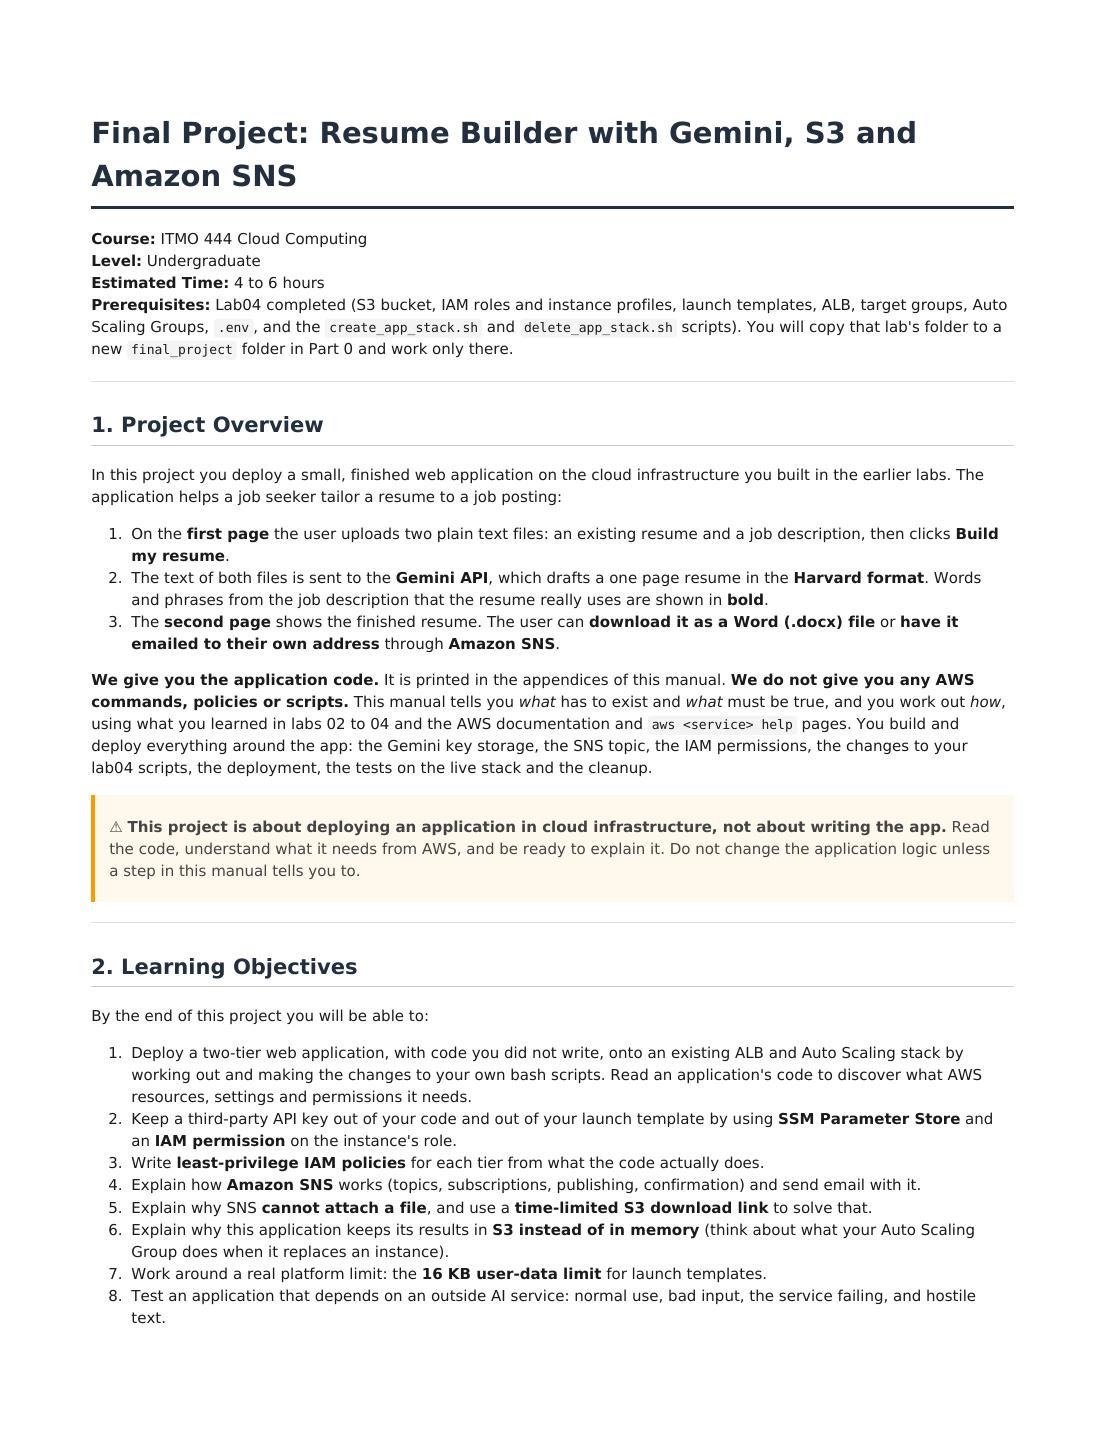 Final Project: Resume Builder with Gemini, S3 and
Amazon SNS
Course: ITMO 444 Cloud Computing
Level: Undergraduate
Estimated Time: 4 to 6 hours
Prerequisites: Lab04 completed (S3 bucket, IAM roles and instance profiles, launch templates, ALB, target groups, Auto
Scaling Groups, .env, and the create_app_stack.sh and delete_app_stack.sh scripts). You will copy that lab's folder to a
new final_project folder in Part 0 and work only there.
1. Project Overview
In this project you deploy a small, finished web application on the cloud infrastructure you built in the earlier labs. The
application helps a job seeker tailor a resume to a job posting:
1. On the first page the user uploads two plain text files: an existing resume and a job description, then clicks Build
my resume.
2. The text of both files is sent to the Gemini API, which drafts a one page resume in the Harvard format. Words
and phrases from the job description that the resume really uses are shown in bold.
3. The second page shows the finished resume. The user can download it as a Word (.docx) file or have it
emailed to their own address through Amazon SNS.
We give you the application code. It is printed in the appendices of this manual. We do not give you any AWS
commands, policies or scripts. This manual tells you what has to exist and what must be true, and you work out how,
using what you learned in labs 02 to 04 and the AWS documentation and aws <service> help pages. You build and
deploy everything around the app: the Gemini key storage, the SNS topic, the IAM permissions, the changes to your
lab04 scripts, the deployment, the tests on the live stack and the cleanup.
⚠ This project is about deploying an application in cloud infrastructure, not about writing the app. Read
the code, understand what it needs from AWS, and be ready to explain it. Do not change the application logic unless
a step in this manual tells you to.
2. Learning Objectives
By the end of this project you will be able to:
1. Deploy a two-tier web application, with code you did not write, onto an existing ALB and Auto Scaling stack by
working out and making the changes to your own bash scripts. Read an application's code to discover what AWS
resources, settings and permissions it needs.
2. Keep a third-party API key out of your code and out of your launch template by using SSM Parameter Store and
an IAM permission on the instance's role.
3. Write least-privilege IAM policies for each tier from what the code actually does.
4. Explain how Amazon SNS works (topics, subscriptions, publishing, confirmation) and send email with it.
5. Explain why SNS cannot attach a file, and use a time-limited S3 download link to solve that.
6. Explain why this application keeps its results in S3 instead of in memory (think about what your Auto Scaling
Group does when it replaces an instance).
7. Work around a real platform limit: the 16 KB user-data limit for launch templates.
8. Test an application that depends on an outside AI service: normal use, bad input, the service failing, and hostile
text.